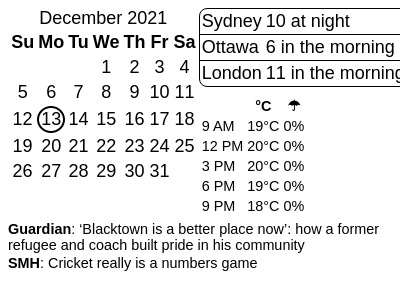 December 2021
Su Mo Tu We Th Fr Sa
1 2 3 4
5 6 7 8 9 10 11
12 13 14 15 16 17 18
19 20 21 22 23 24 25
26 27 28 29 30 31
Sydney 10 at night
Ottawa 6 in the morning
London 11 in the morning
°C ☂
9 AM 19°C 0%
12 PM 20°C 0%
3 PM 20°C 0%
6 PM 19°C 0%
9 PM 18°C 0%
Guardian: ‘Blacktown is a better place now’: how a former
refugee and coach built pride in his community
SMH: Cricket really is a numbers game